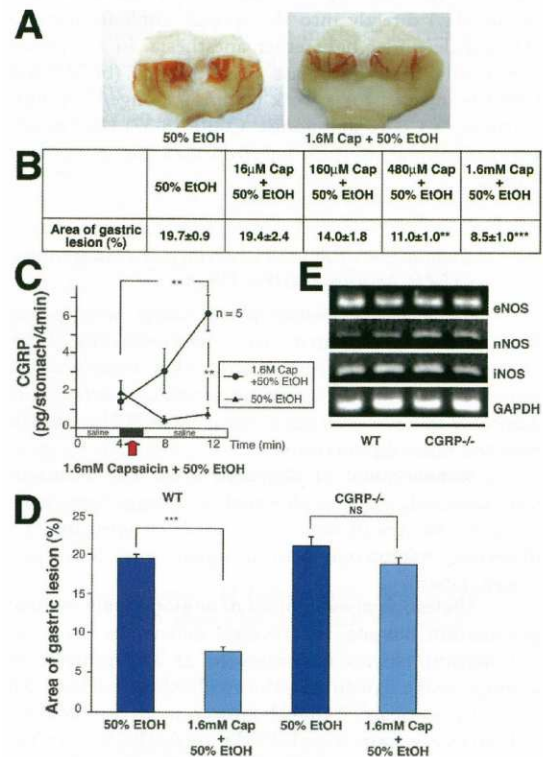 A
50% EtOH
1.6M Cap + 50% EtOH
B
50% EtOH
16μM Cap + 50% EtOH
160μM Cap + 50% EtOH
480μM Cap + 50% EtOH
1.6mM Cap + 50% EtOH
Area of gastric lesion (%)
19.7±0.9
19.4±2.4
14.0±1.8
11.0±1.0**
8.5±1.0***
C
CGRP
(pg/stomach/4min)
6
4
2
0
**
n = 5
**
1.6M Cap
+50% EtOH
50% EtOH
saline
saline
0
4
8
12
Time (min)
1.6mM Capsaicin + 50% EtOH
E
eNOS
nNOS
iNOS
GAPDH
WT
CGRP-/-
D
Area of gastric lesion (%)
25
20
15
10
5
0
WT
***
CGRP-/-
NS
50% EtOH
1.6mM Cap
+
50% EtOH
50% EtOH
1.6mM Cap
+
50% EtOH